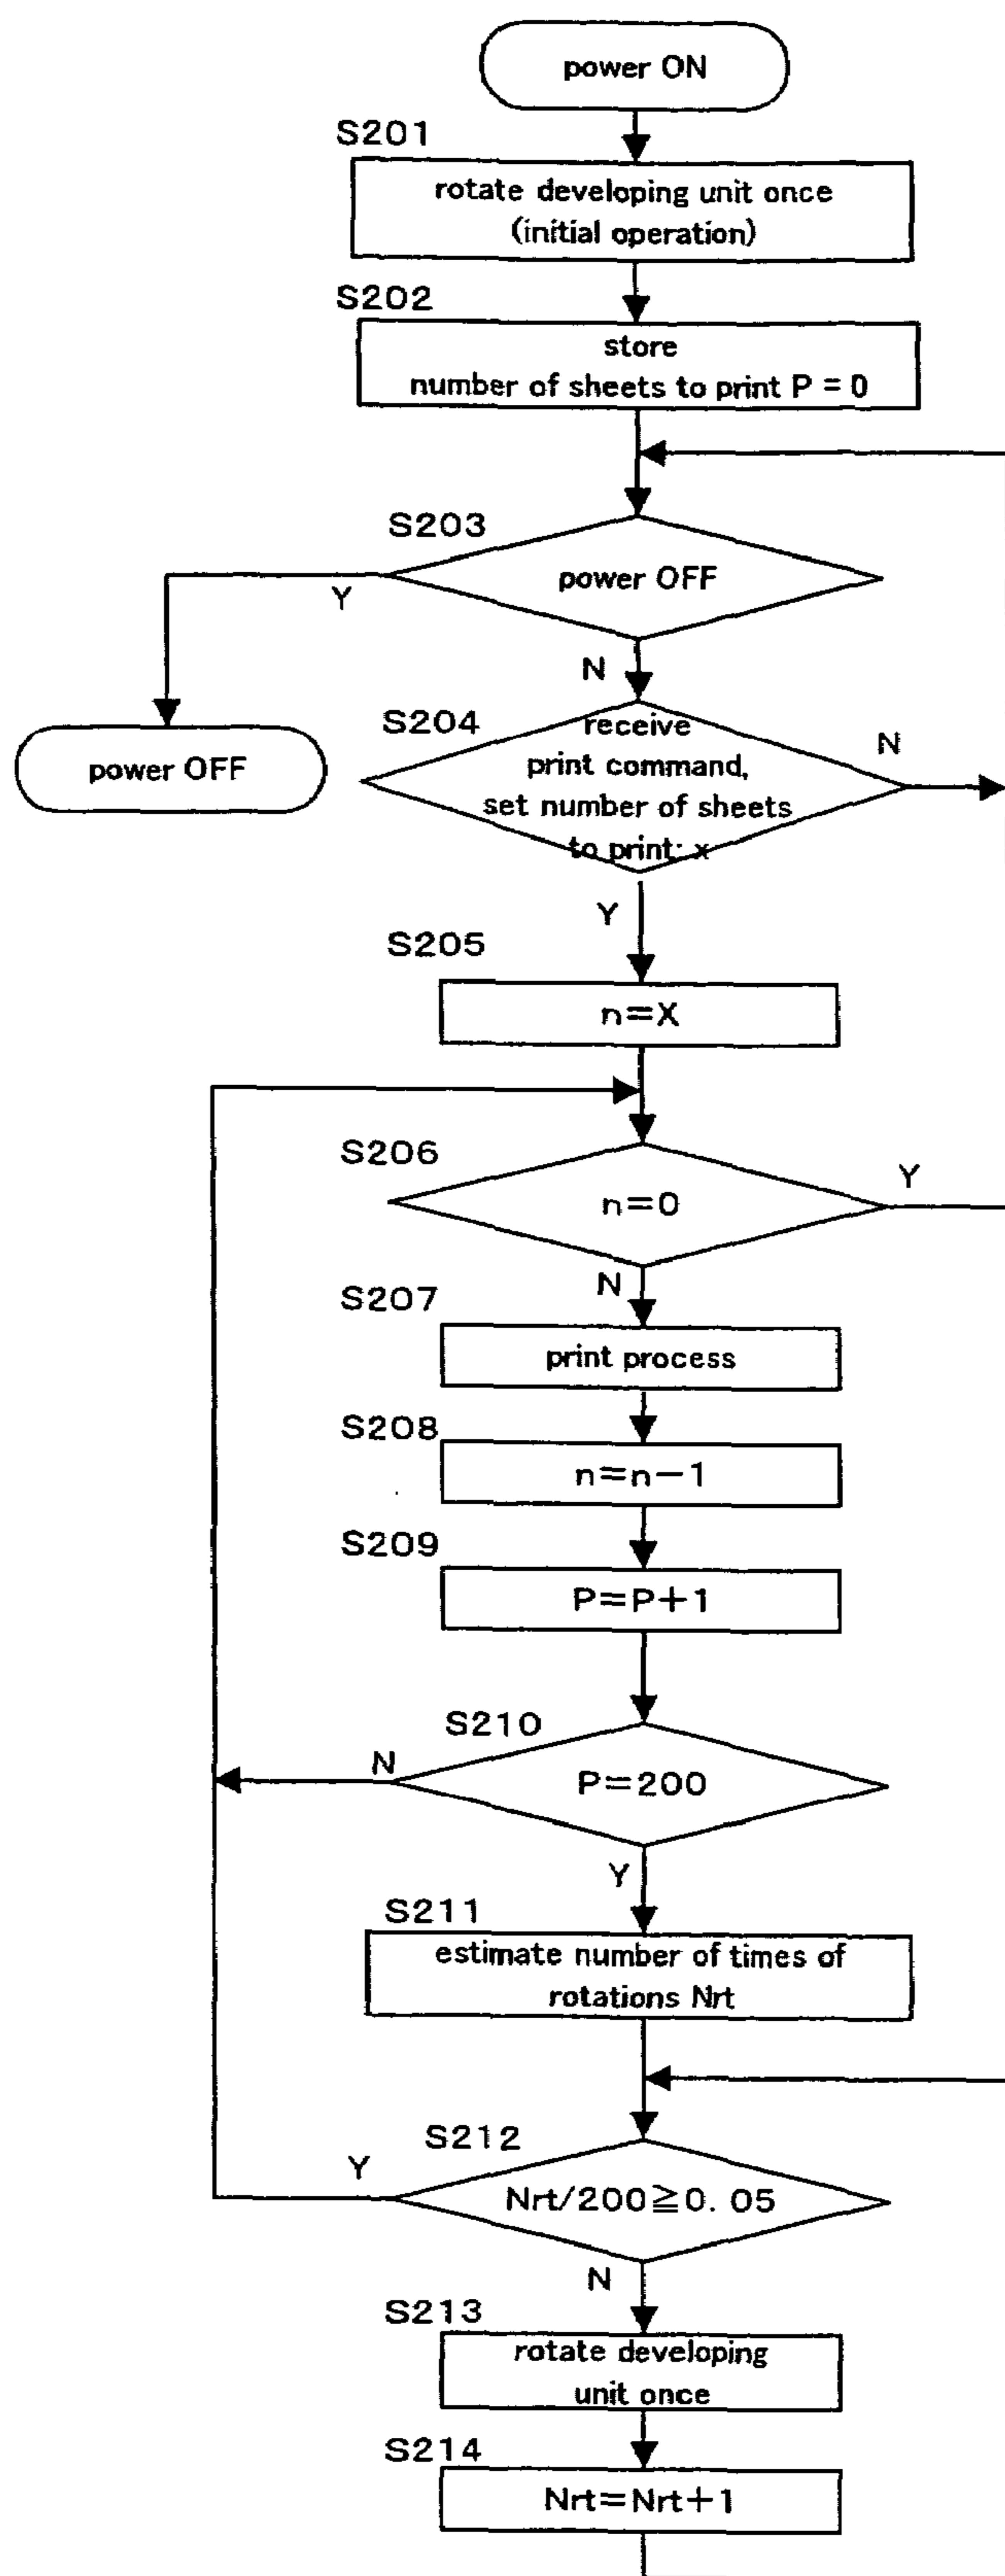 power ON
S201
rotate developing unit once
(initial operation)
S202
store
number of sheets to print P = 0
S203
power OFF
Y
N
power OFF
S204
receive
print command,
set number of sheets
to print: x
N
Y
S205
n=X
S206
n=0
Y
N
S207
print process
S208
n=n-1
S209
P=P+1
S210
P=200
N
Y
S211
estimate number of times of
rotations Nrt
S212
Nrt/200≧0.05
Y
N
S213
rotate developing
unit once
S214
Nrt=Nrt+1